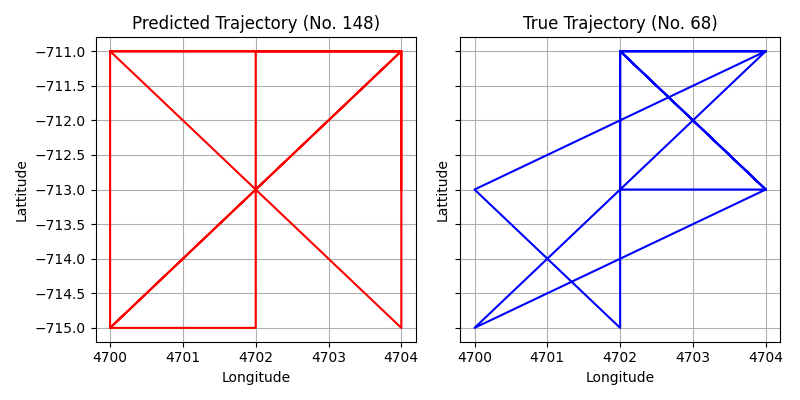 Predicted Trajectory (No. 148)
True Trajectory (No. 68)
−711.0
−711.5
−712.0
−712.5
−713.0
−713.5
−714.0
−714.5
−715.0
Lattitude
Lattitude
4700 4701 4702 4703 4704
4700 4701 4702 4703 4704
Longitude
Longitude